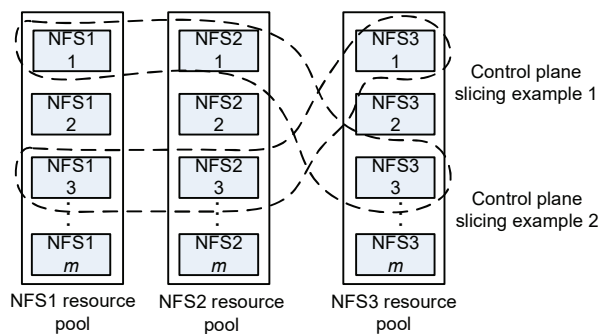 NFS1
1
NFS2
1
NFS3
1
Control plane
slicing example 1
NFS1
2
NFS2
2
NFS3
2
NFS1
3
NFS2
3
NFS3
3
Control plane
slicing example 2
NFS1
m
NFS2
m
NFS3
m
NFS1 resource
pool
NFS2 resource
pool
NFS3 resource
pool